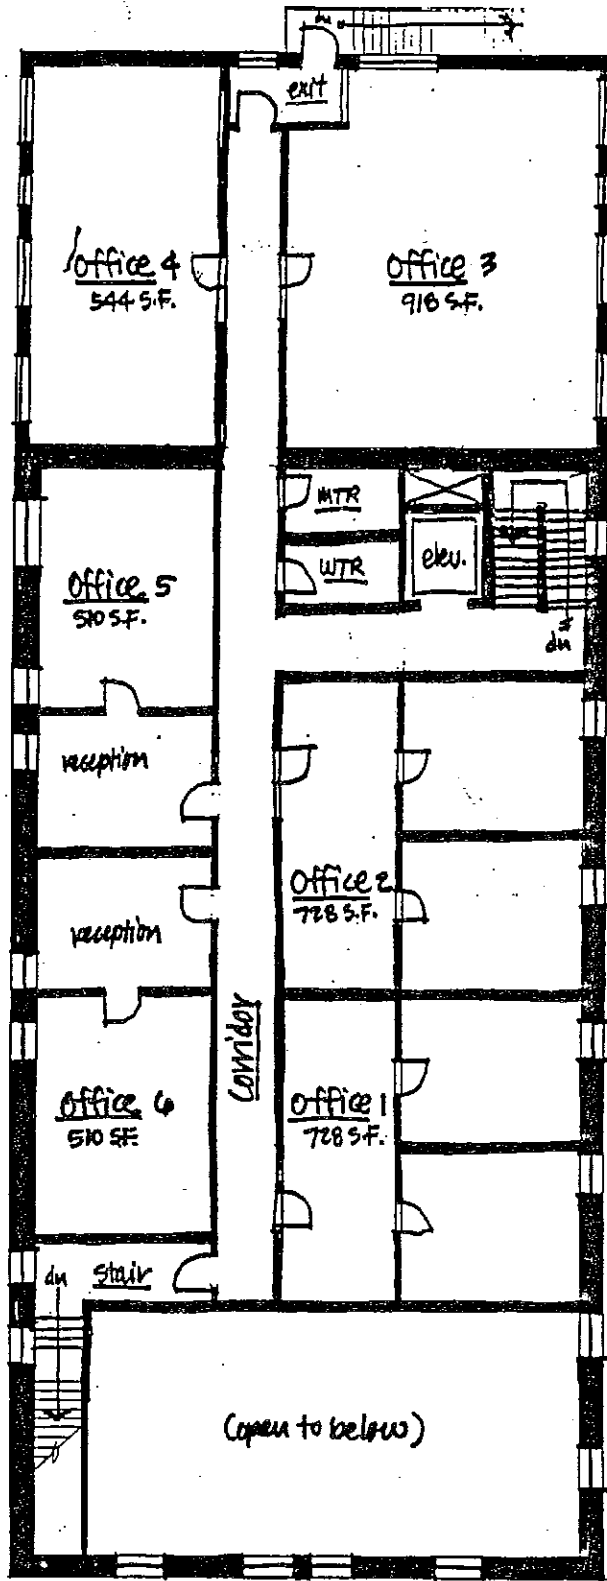 dn
exit
Office 4
544 S.F.
Office 3
918 S.F.
MTR
WTR
elev.
dn
Office 5
510 S.F.
reception
Office 2
728 S.F.
reception
Corridor
Office 6
510 S.F.
Office 1
728 S.F.
dn
stair
(open to below)